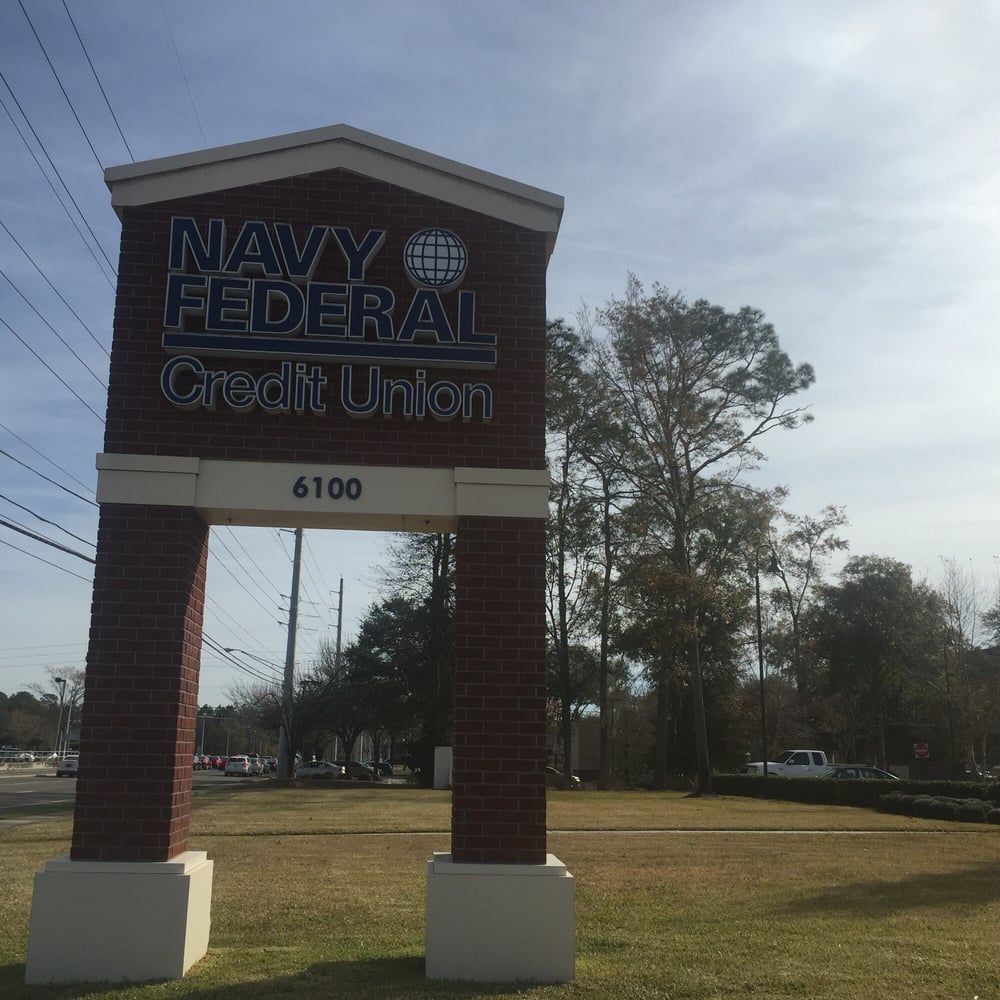 NAVY
FEDERAL
Credit Union
6100